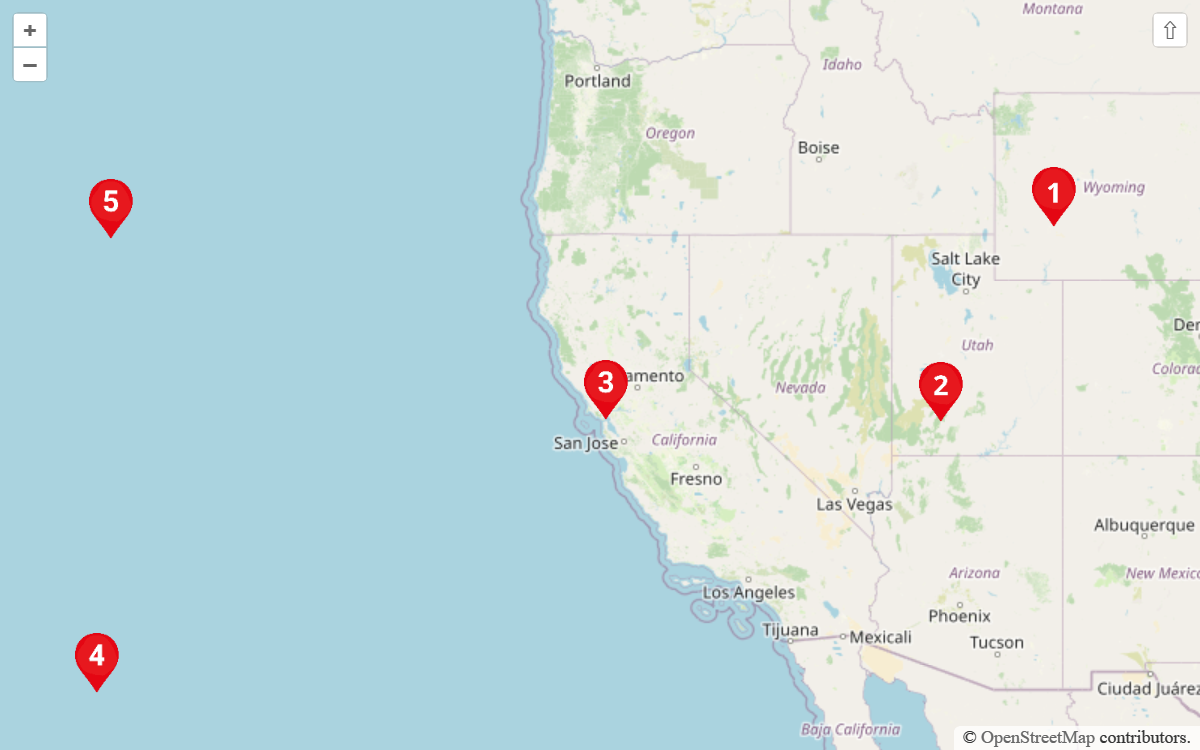 +
−
⇧
Montana
Idaho
Portland
Oregon
Boise
Wyoming
1
5
Salt Lake
City
Utah
Den
Colorad
3
amento
Nevada
2
San Jose
California
Fresno
Las Vegas
Albuquerque
Arizona
New Mexico
Los Angeles
Phoenix
Tijuana
Mexicali
Tucson
4
Ciudad Juárez
Baja California
© OpenStreetMap contributors.